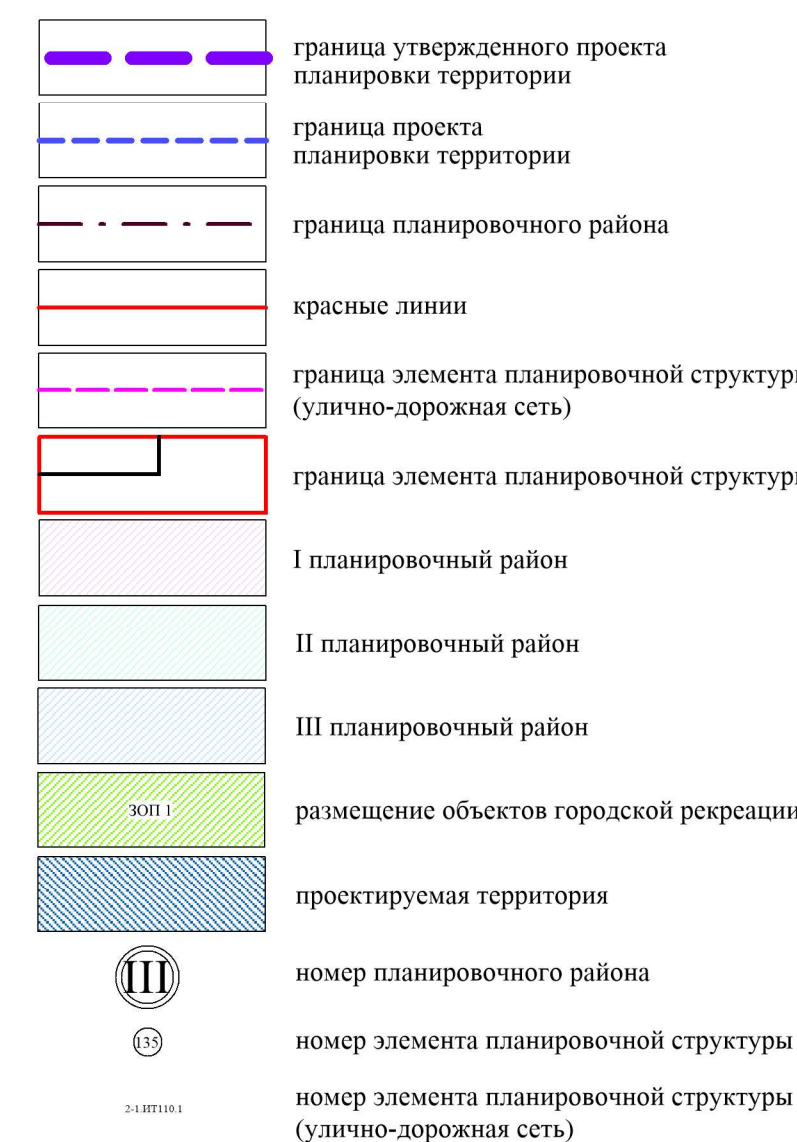 граница утвержденного проекта
планировки территории
граница проекта
планировки территории
граница планировочного района
красные линии
граница элемента планировочной структуры
(улично-дорожная сеть)
граница элемента планировочной структуры
I планировочный район
II планировочный район
III планировочный район
ЗОП 1
размещение объектов городской рекреации
проектируемая территория
III
номер планировочного района
135
номер элемента планировочной структуры
2-1.ИТ110.1
номер элемента планировочной структуры
(улично-дорожная сеть)